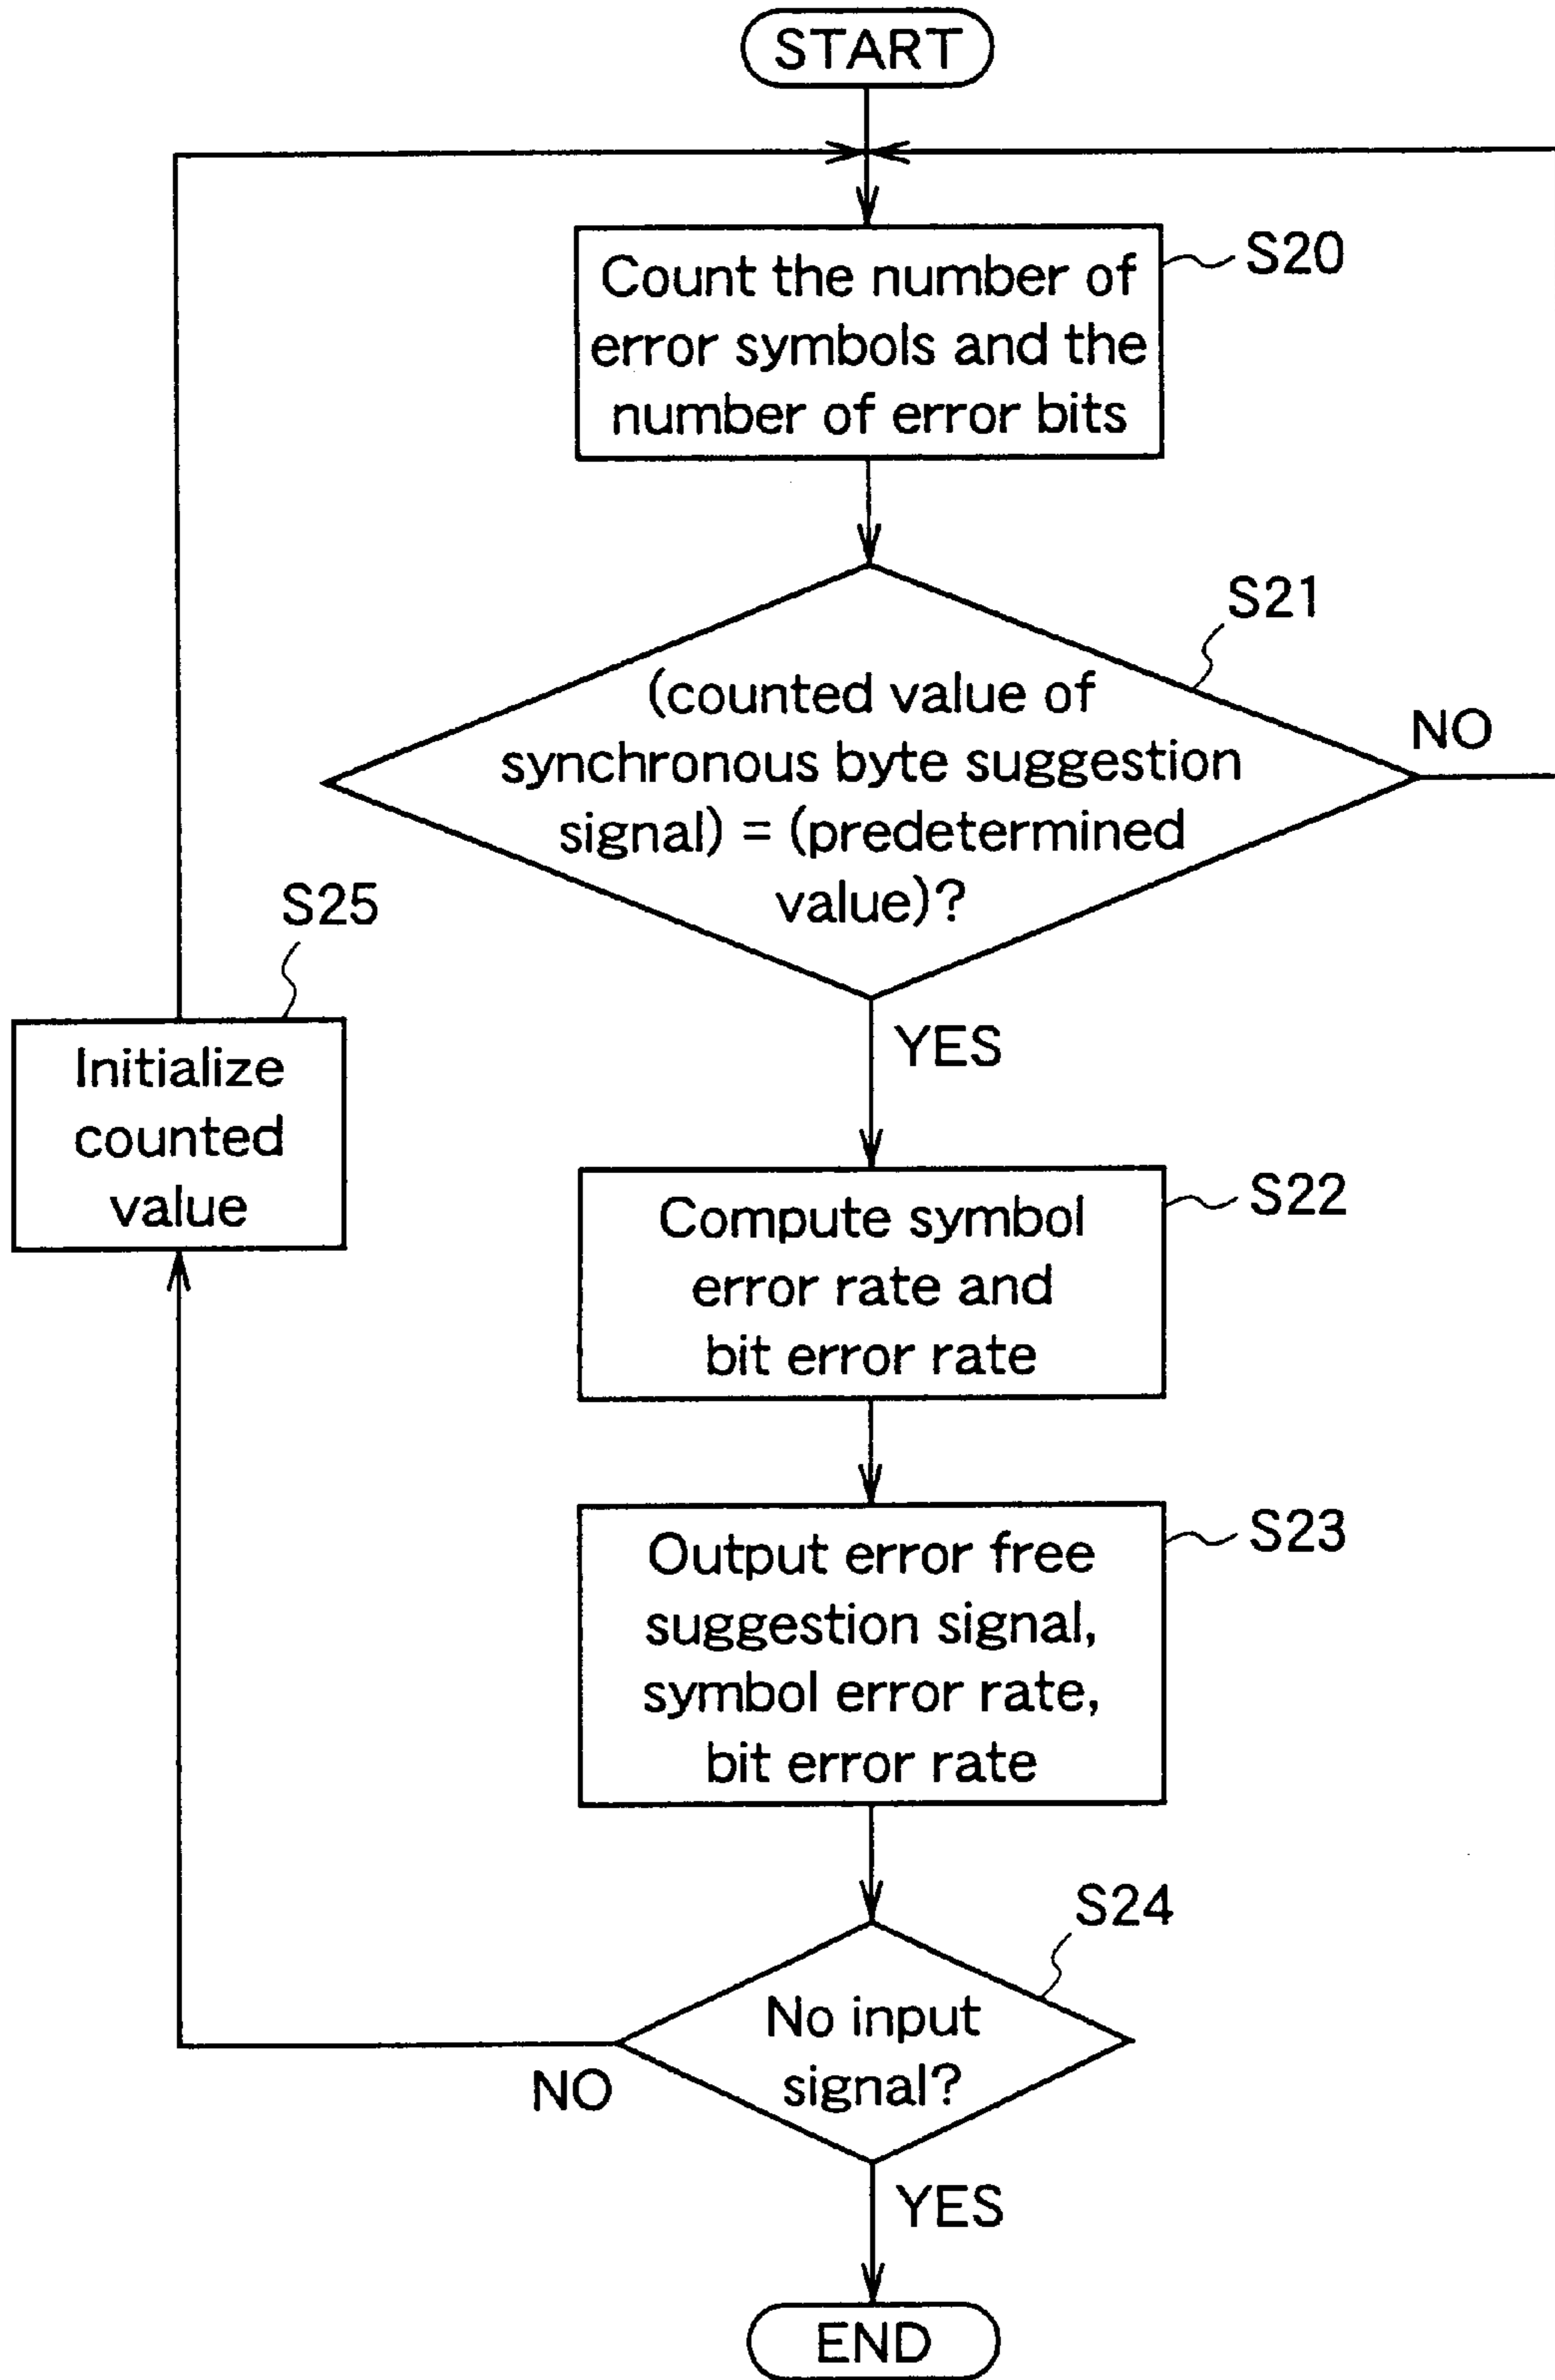 START
S20
Count the number of
error symbols and the
number of error bits
S21
(counted value of
synchronous byte suggestion
signal) = (predetermined
value)?
NO
YES
S25
Initialize
counted
value
S22
Compute symbol
error rate and
bit error rate
S23
Output error free
suggestion signal,
symbol error rate,
bit error rate
S24
No input
signal?
NO
YES
END